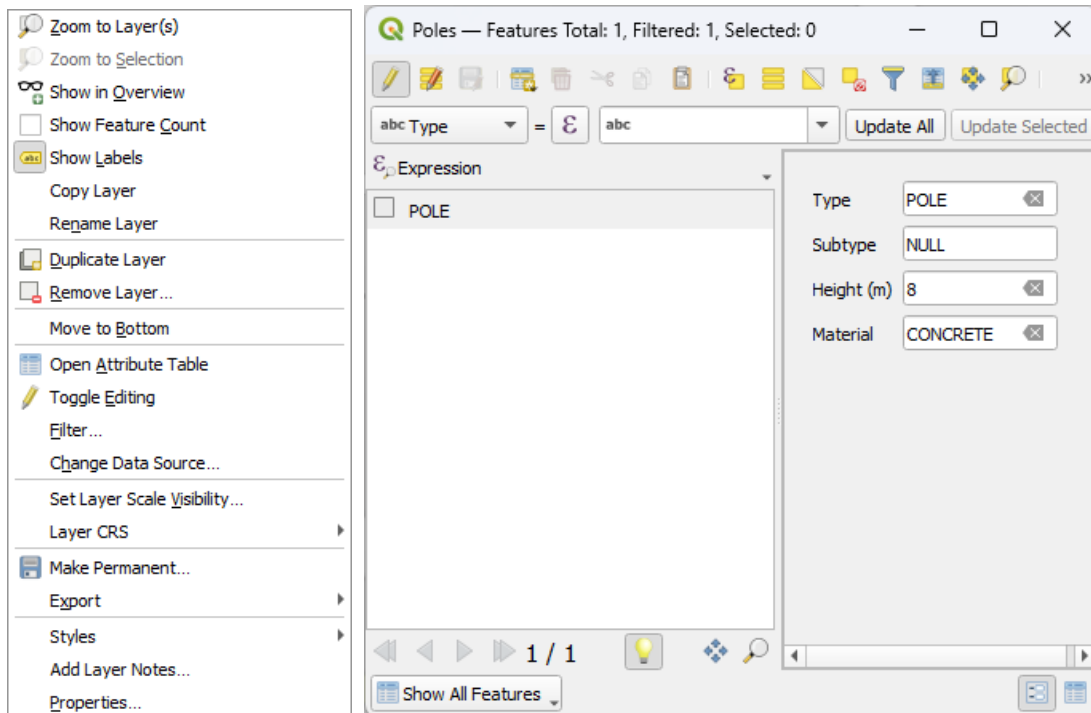 Zoom to Layer(s)
Zoom to Selection
Show in Overview
Show Feature Count
abc Show Labels
Copy Layer
Rename Layer
Duplicate Layer
Remove Layer...
Move to Bottom
Open Attribute Table
Toggle Editing
Filter...
Change Data Source...
Set Layer Scale Visibility...
Layer CRS
Make Permanent...
Export
Styles
Add Layer Notes...
Properties...
Poles — Features Total: 1, Filtered: 1, Selected: 0
abc Type = ε abc Update All Update Selected
Expression
POLE
Type POLE
Subtype NULL
Height (m) 8
Material CONCRETE
1 / 1
Show All Features